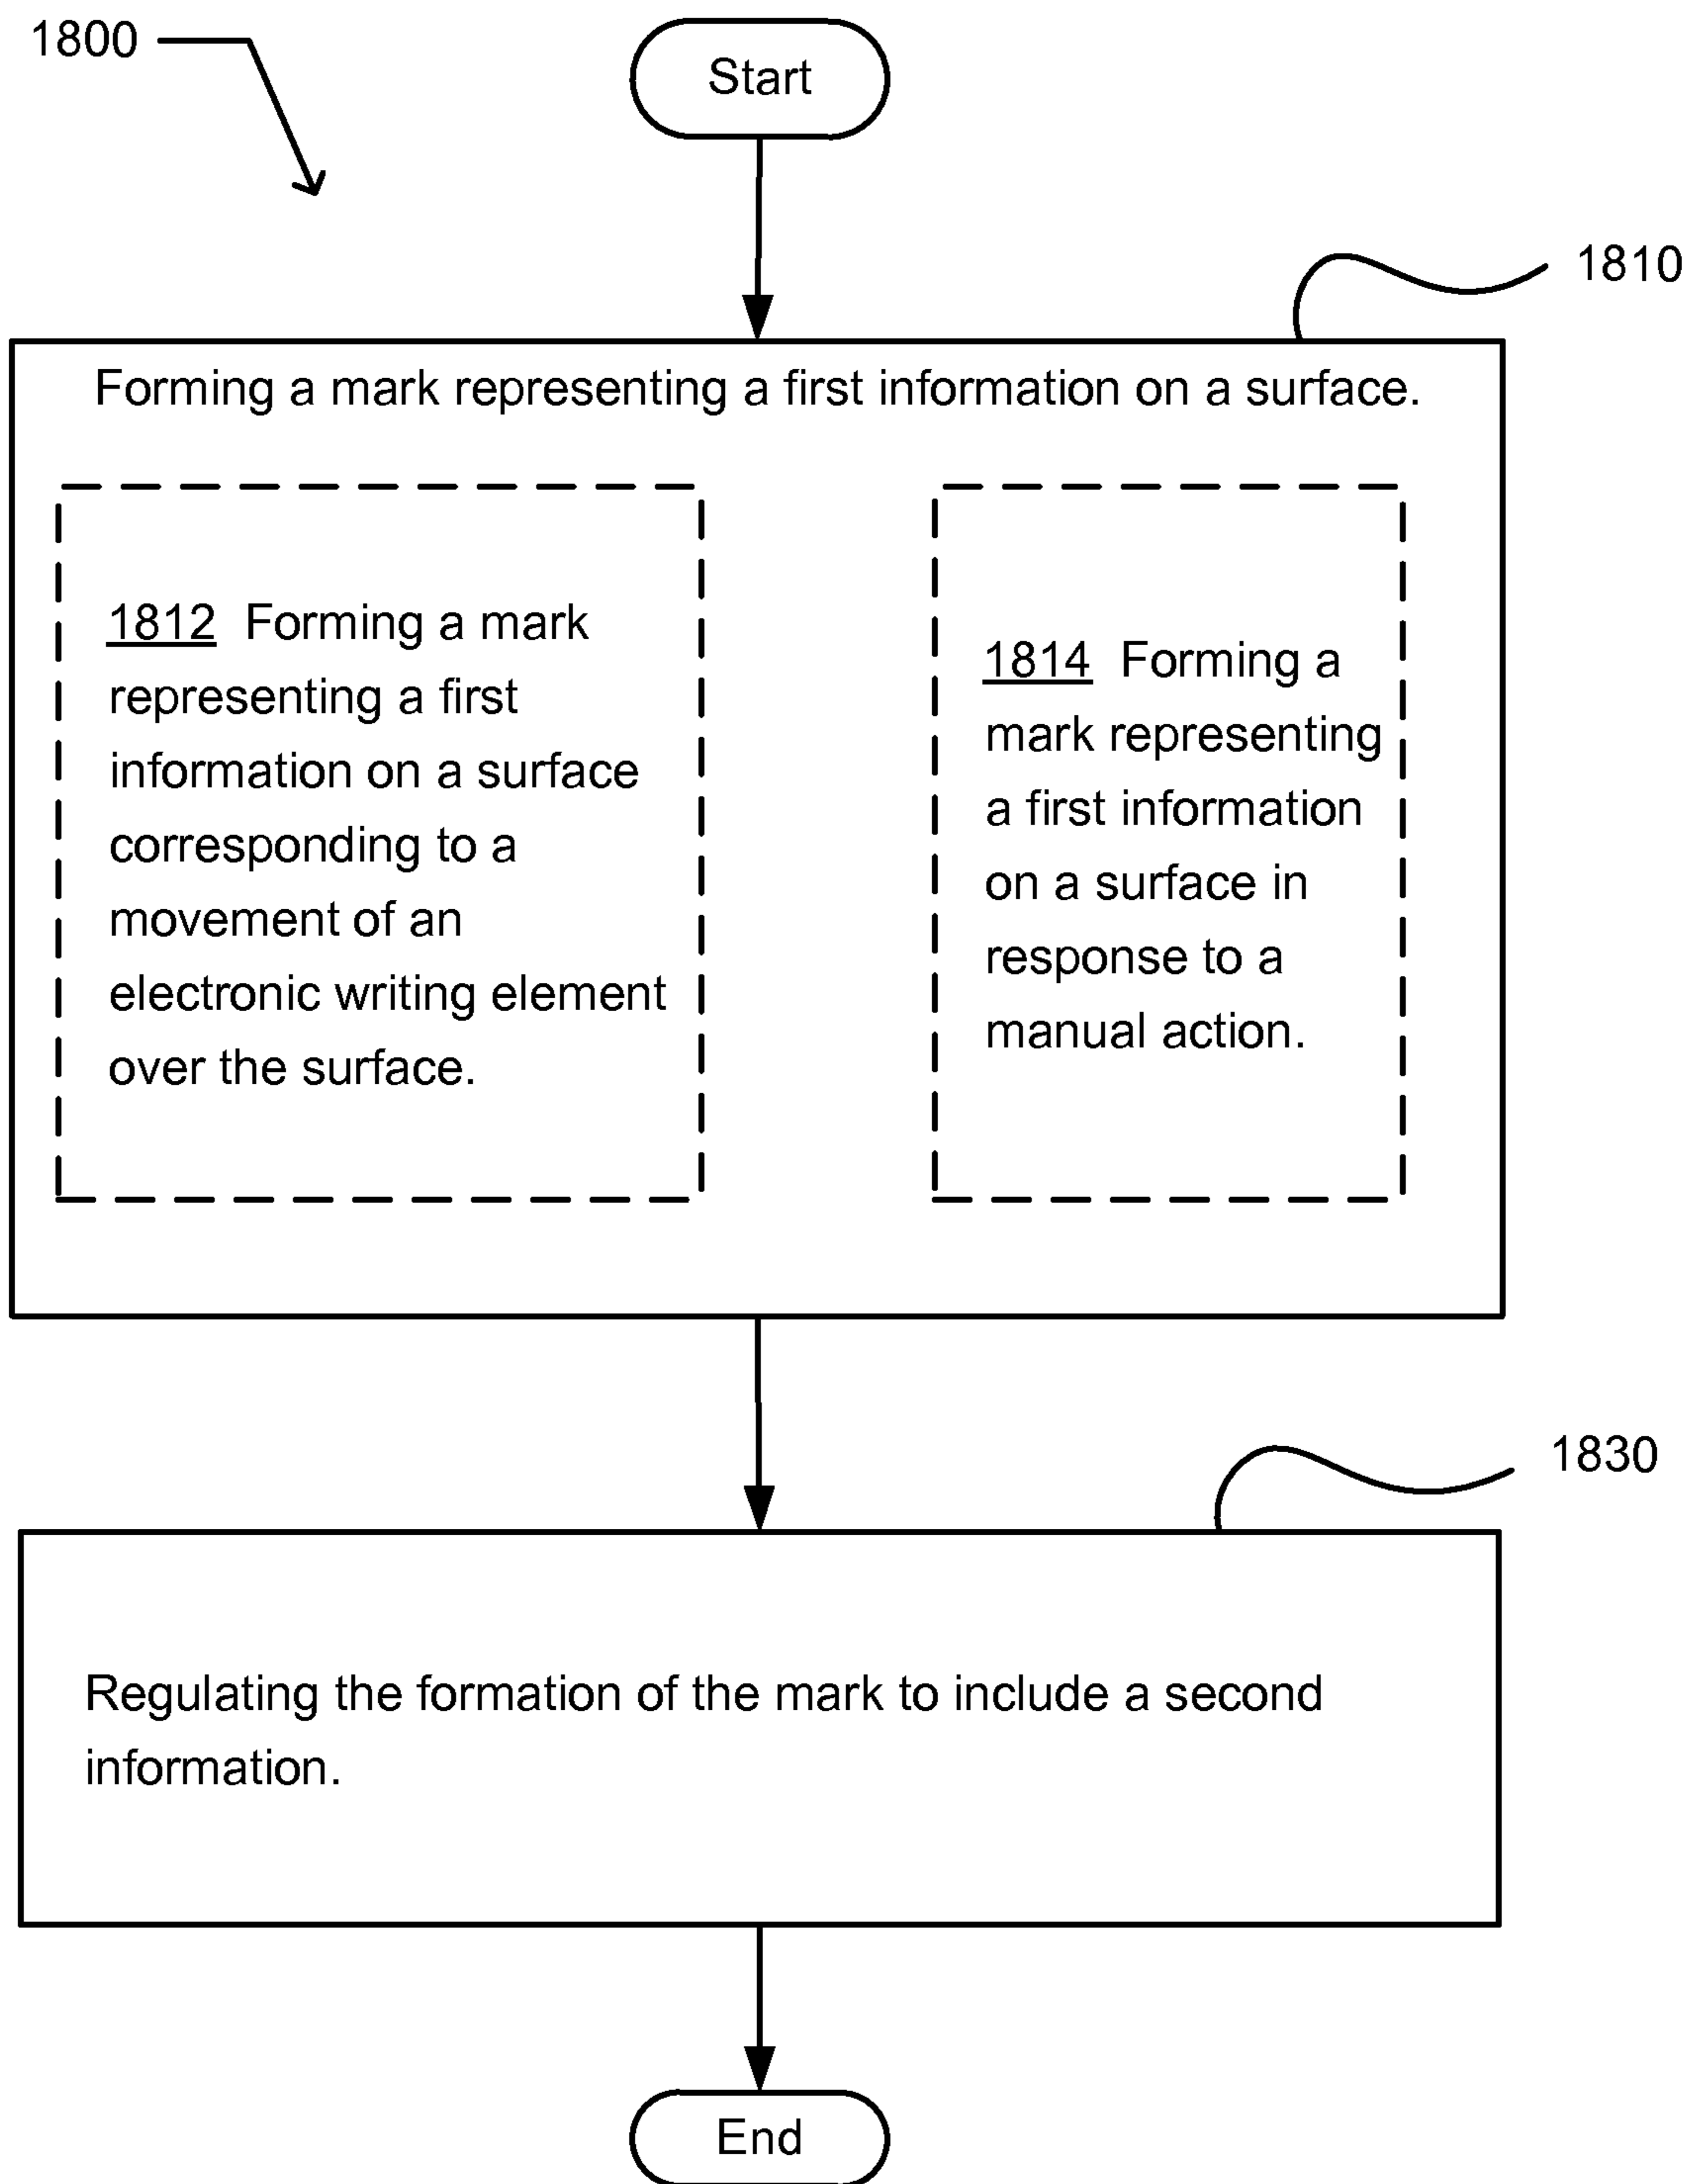 1800
Start
1810
Forming a mark representing a first information on a surface.
1812 Forming a mark
representing a first
information on a surface
corresponding to a
movement of an
electronic writing element
over the surface.
1814 Forming a
mark representing
a first information
on a surface in
response to a
manual action.
1830
Regulating the formation of the mark to include a second
information.
End